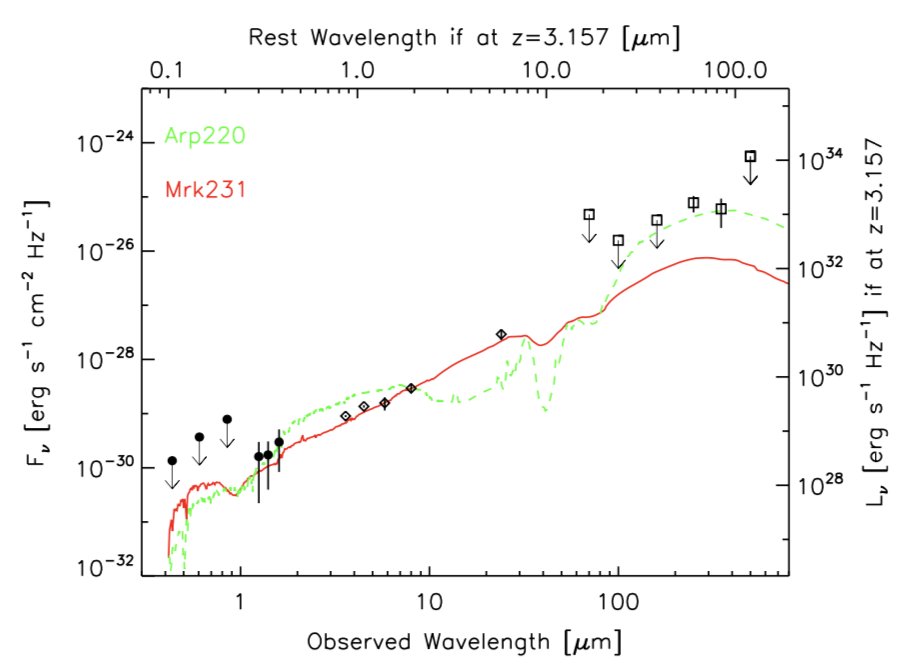 Rest Wavelength if at z=3.157 [μm]
0.1 1.0 10.0 100.0
Arp220
Mrk231
10⁻²⁴
10⁻²⁶
10⁻²⁸
10⁻³⁰
10⁻³²
F_ν [erg s⁻¹ cm⁻² Hz⁻¹]
10³⁴
10³²
10³⁰
10²⁸
L_ν [erg s⁻¹ Hz⁻¹] if at z=3.157
1 10 100
Observed Wavelength [μm]